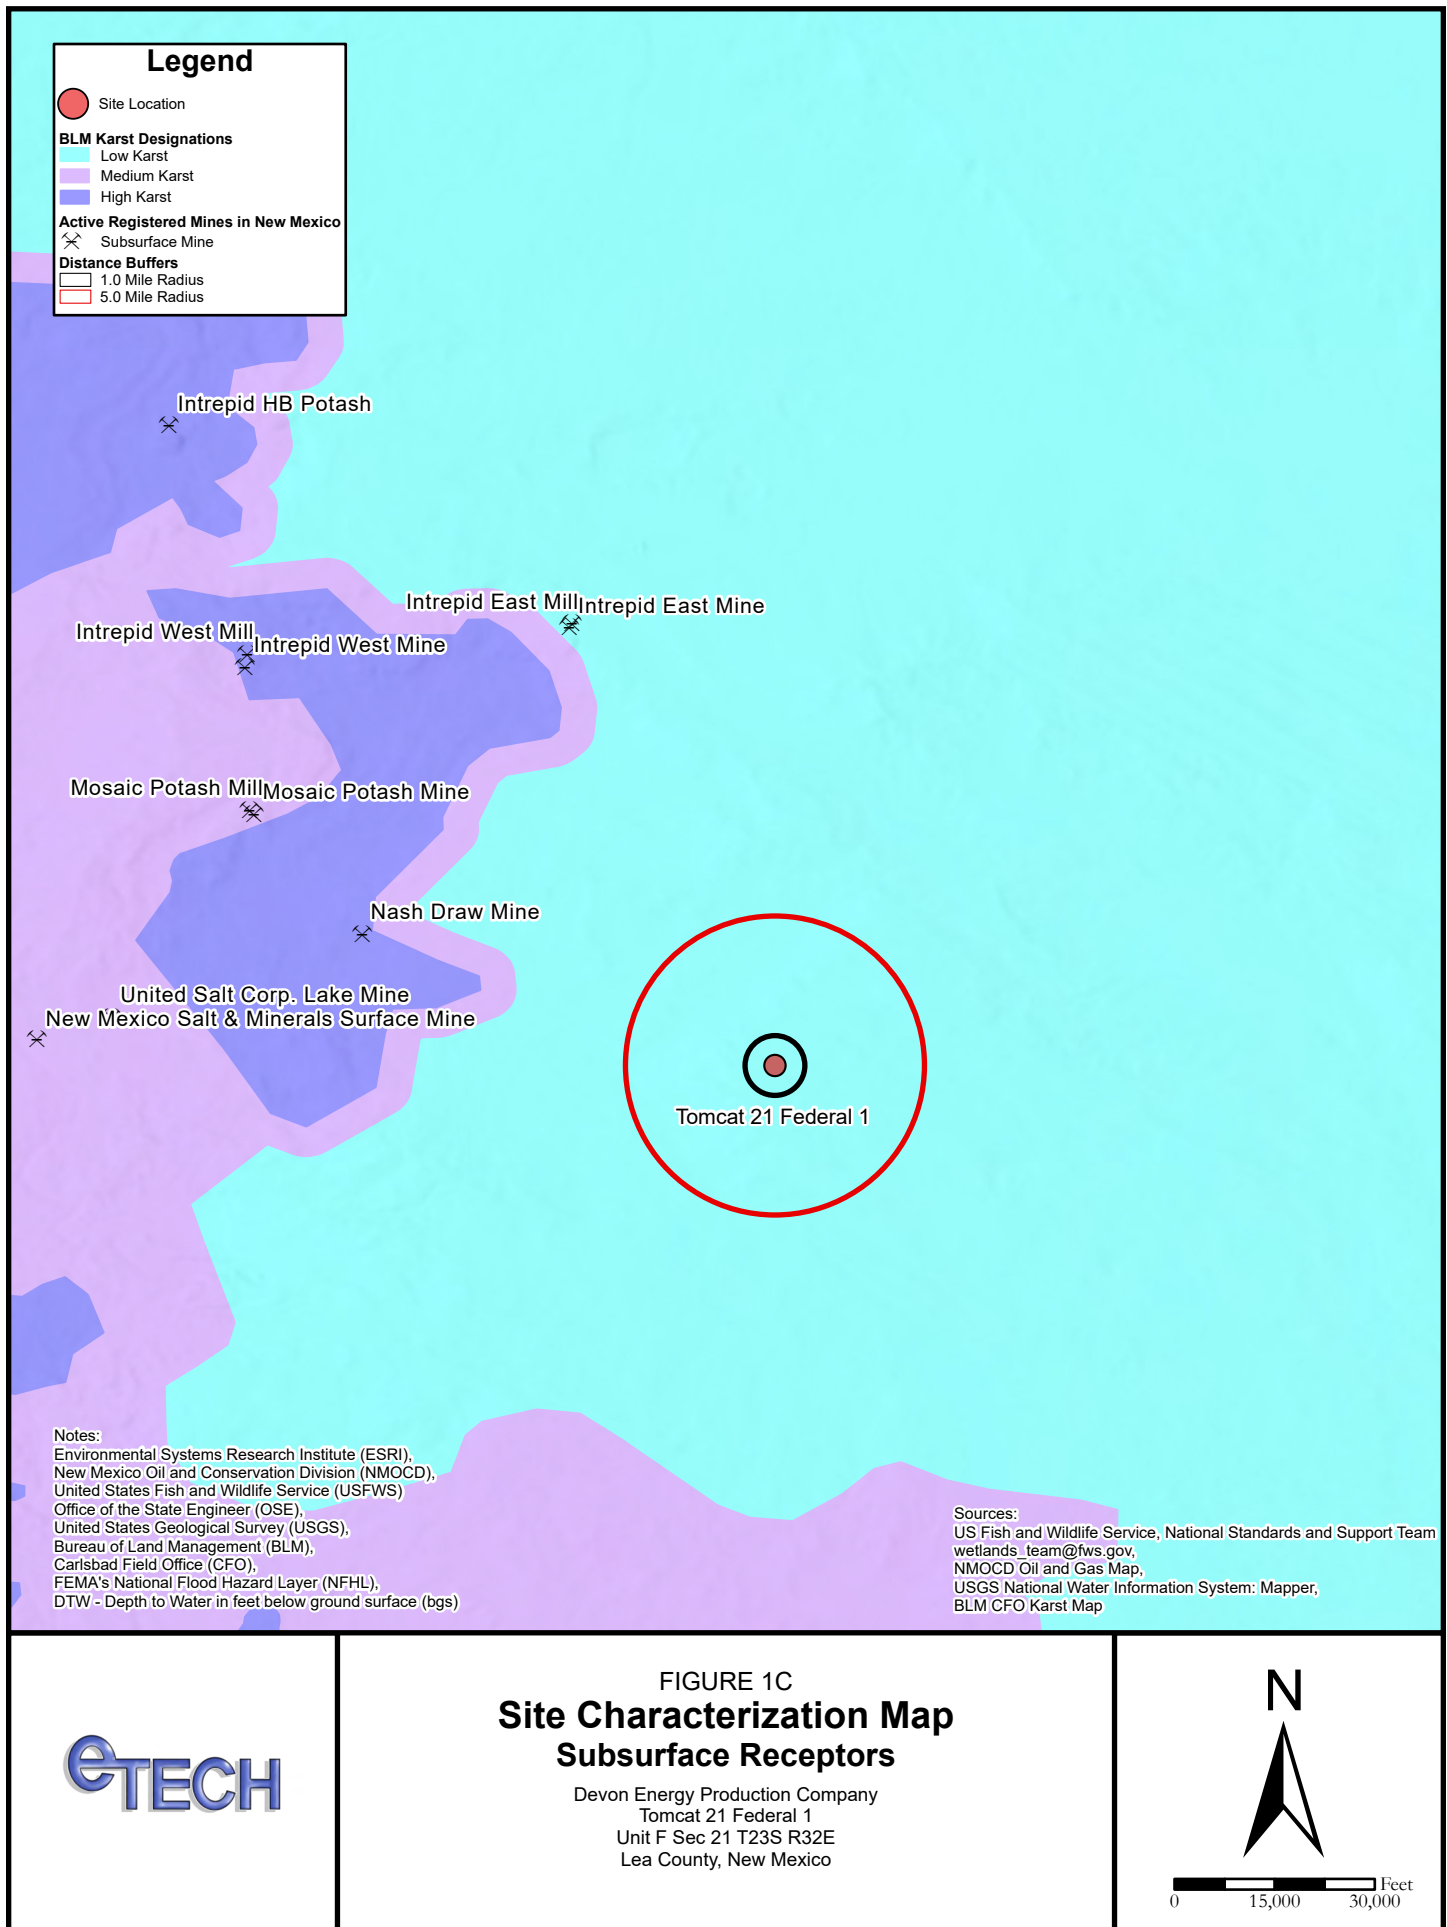 Legend
Site Location
BLM Karst Designations
Low Karst
Medium Karst
High Karst
Active Registered Mines in New Mexico
Subsurface Mine
Distance Buffers
1.0 Mile Radius
5.0 Mile Radius
Intrepid HB Potash
Intrepid East Mill
Intrepid East Mine
Intrepid West Mill
Intrepid West Mine
Mosaic Potash Mill
Mosaic Potash Mine
Nash Draw Mine
United Salt Corp. Lake Mine
New Mexico Salt & Minerals Surface Mine
Tomcat 21 Federal 1
Notes:
Environmental Systems Research Institute (ESRI),
New Mexico Oil and Conservation Division (NMOCD),
United States Fish and Wildlife Service (USFWS)
Office of the State Engineer (OSE),
United States Geological Survey (USGS),
Bureau of Land Management (BLM),
Carlsbad Field Office (CFO),
FEMA's National Flood Hazard Layer (NFHL),
DTW - Depth to Water in feet below ground surface (bgs)
Sources:
US Fish and Wildlife Service, National Standards and Support Team
wetlands_team@fws.gov,
NMOCD Oil and Gas Map,
USGS National Water Information System: Mapper,
BLM CFO Karst Map
eTECH
FIGURE 1C
Site Characterization Map
Subsurface Receptors
Devon Energy Production Company
Tomcat 21 Federal 1
Unit F Sec 21 T23S R32E
Lea County, New Mexico
N
Feet
0 15,000 30,000